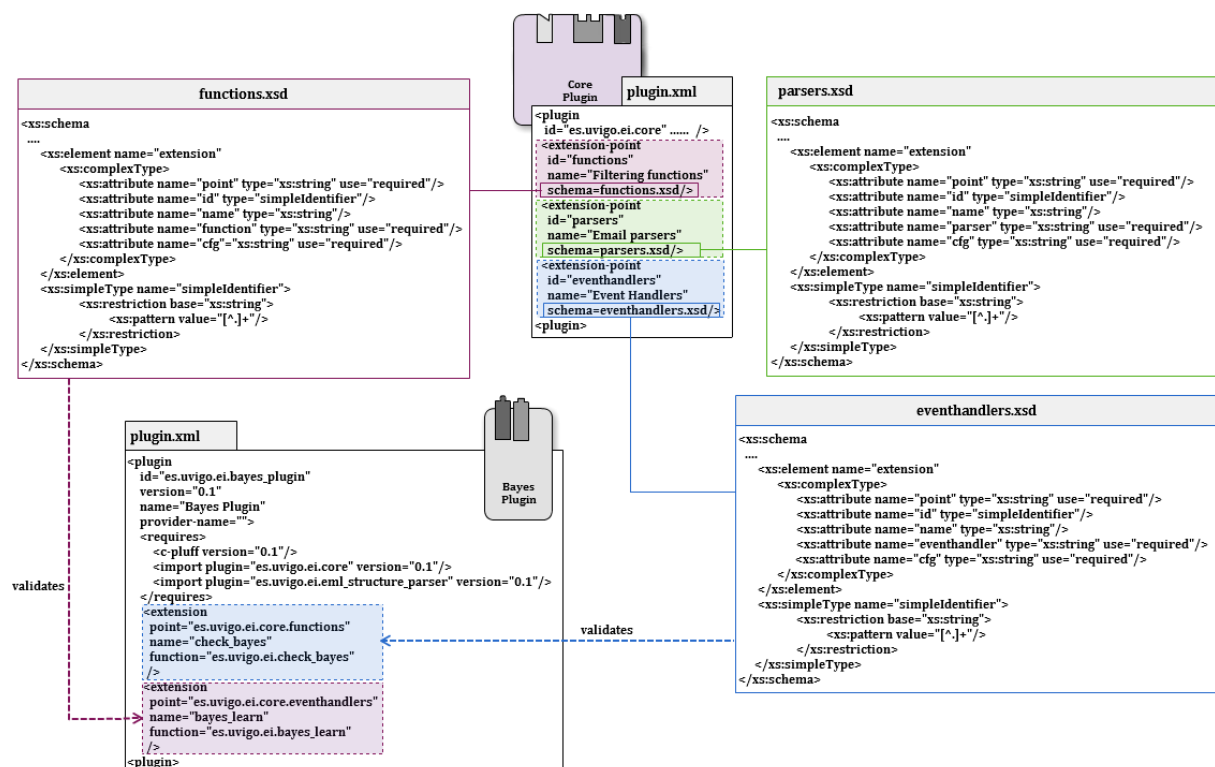 Core
Plugin
plugin.xml
<plugin
id="es.uvigo.ei.core" ...... />
<extension-point
id="functions"
name="Filtering functions"
schema=functions.xsd/>
<extension-point
id="parsers"
name="Email parsers"
schema=parsers.xsd/>
<extension-point
id="eventhandlers"
name="Event Handlers"
schema=eventhandlers.xsd/>
<plugin>
functions.xsd
<xs:schema
....
<xs:element name="extension"
<xs:complexType>
<xs:attribute name="point" type="xs:string" use="required"/>
<xs:attribute name="id" type="simpleIdentifier"/>
<xs:attribute name="name" type="xs:string"/>
<xs:attribute name="function" type="xs:string" use="required"/>
<xs:attribute name="cfg"="xs:string" use="required"/>
</xs:complexType>
</xs:element>
<xs:simpleType name="simpleIdentifier">
<xs:restriction base="xs:string">
<xs:pattern value="[^.]+"/>
</xs:restriction>
</xs:simpleType>
</xs:schema>
parsers.xsd
<xs:schema
....
<xs:element name="extension"
<xs:complexType>
<xs:attribute name="point" type="xs:string" use="required"/>
<xs:attribute name="id" type="simpleIdentifier"/>
<xs:attribute name="name" type="xs:string"/>
<xs:attribute name="parser" type="xs:string" use="required"/>
<xs:attribute name="cfg" type="xs:string" use="required"/>
</xs:complexType>
</xs:element>
<xs:simpleType name="simpleIdentifier">
<xs:restriction base="xs:string">
<xs:pattern value="[^.]+"/>
</xs:restriction>
</xs:simpleType>
</xs:schema>
eventhandlers.xsd
<xs:schema
....
<xs:element name="extension"
<xs:complexType>
<xs:attribute name="point" type="xs:string" use="required"/>
<xs:attribute name="id" type="simpleIdentifier"/>
<xs:attribute name="name" type="xs:string"/>
<xs:attribute name="eventhandler" type="xs:string" use="required"/>
<xs:attribute name="cfg" type="xs:string" use="required"/>
</xs:complexType>
</xs:element>
<xs:simpleType name="simpleIdentifier">
<xs:restriction base="xs:string">
<xs:pattern value="[^.]+"/>
</xs:restriction>
</xs:simpleType>
</xs:schema>
Bayes
Plugin
plugin.xml
<plugin
id="es.uvigo.ei.bayes_plugin"
version="0.1"
name="Bayes Plugin"
provider-name="">
<requires>
<c-pluff version="0.1"/>
<import plugin="es.uvigo.ei.core" version="0.1"/>
<import plugin="es.uvigo.ei.eml_structure_parser" version="0.1"/>
</requires>
<extension
point="es.uvigo.ei.core.functions"
name="check_bayes"
function="es.uvigo.ei.check_bayes"
/>
<extension
point="es.uvigo.ei.core.eventhandlers"
name="bayes_learn"
function="es.uvigo.ei.bayes_learn"
/>
<plugin>
validates
validates